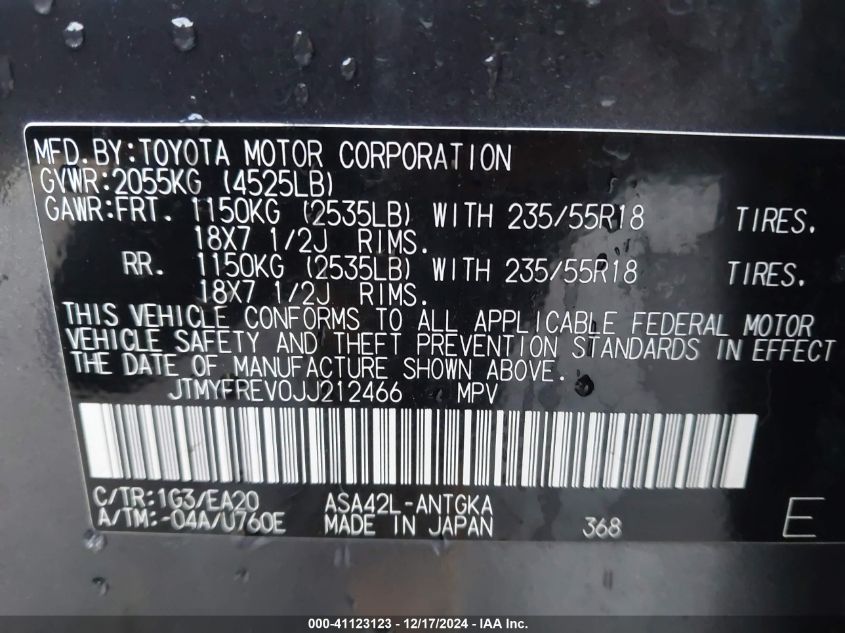 MFD.BY:TOYOTA MOTOR CORPORATION
GVWR:2055KG (4525LB)
GAWR:FRT. 1150KG (2535LB) WITH 235/55R18 TIRES.
18X7 1/2J RIMS.
RR. 1150KG (2535LB) WITH 235/55R18 TIRES.
18X7 1/2J RIMS.
THIS VEHICLE CONFORMS TO ALL APPLICABLE FEDERAL MOTOR
VEHICLE SAFETY AND THEFT PREVENTION STANDARDS IN EFFECT
THE DATE OF MANUFACTURE SHOWN ABOVE.
JTMYFREV0JJ212466 MPV
C/TR:1G3/EA20 ASA42L-ANTGKA
A/TM:-04A/U760E MADE IN JAPAN 368 E
000-41123123 - 12/17/2024 - IAA Inc.